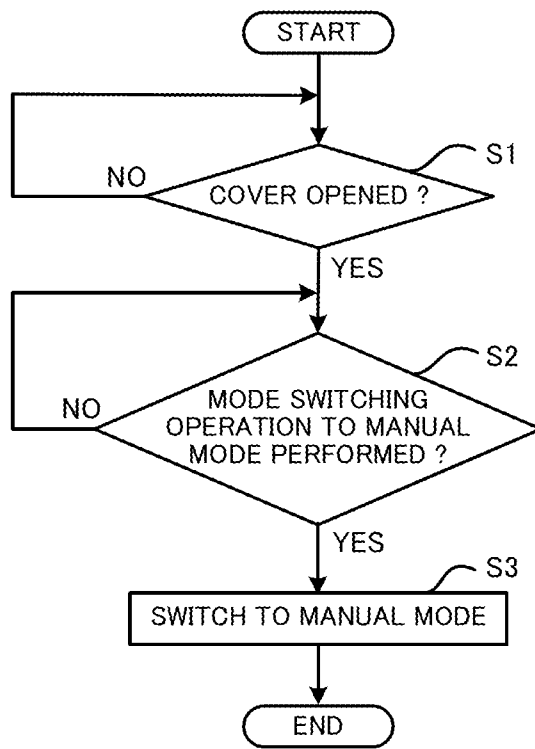 START
S1
NO
COVER OPENED ?
YES
S2
NO
MODE SWITCHING
OPERATION TO MANUAL
MODE PERFORMED ?
YES
S3
SWITCH TO MANUAL MODE
END